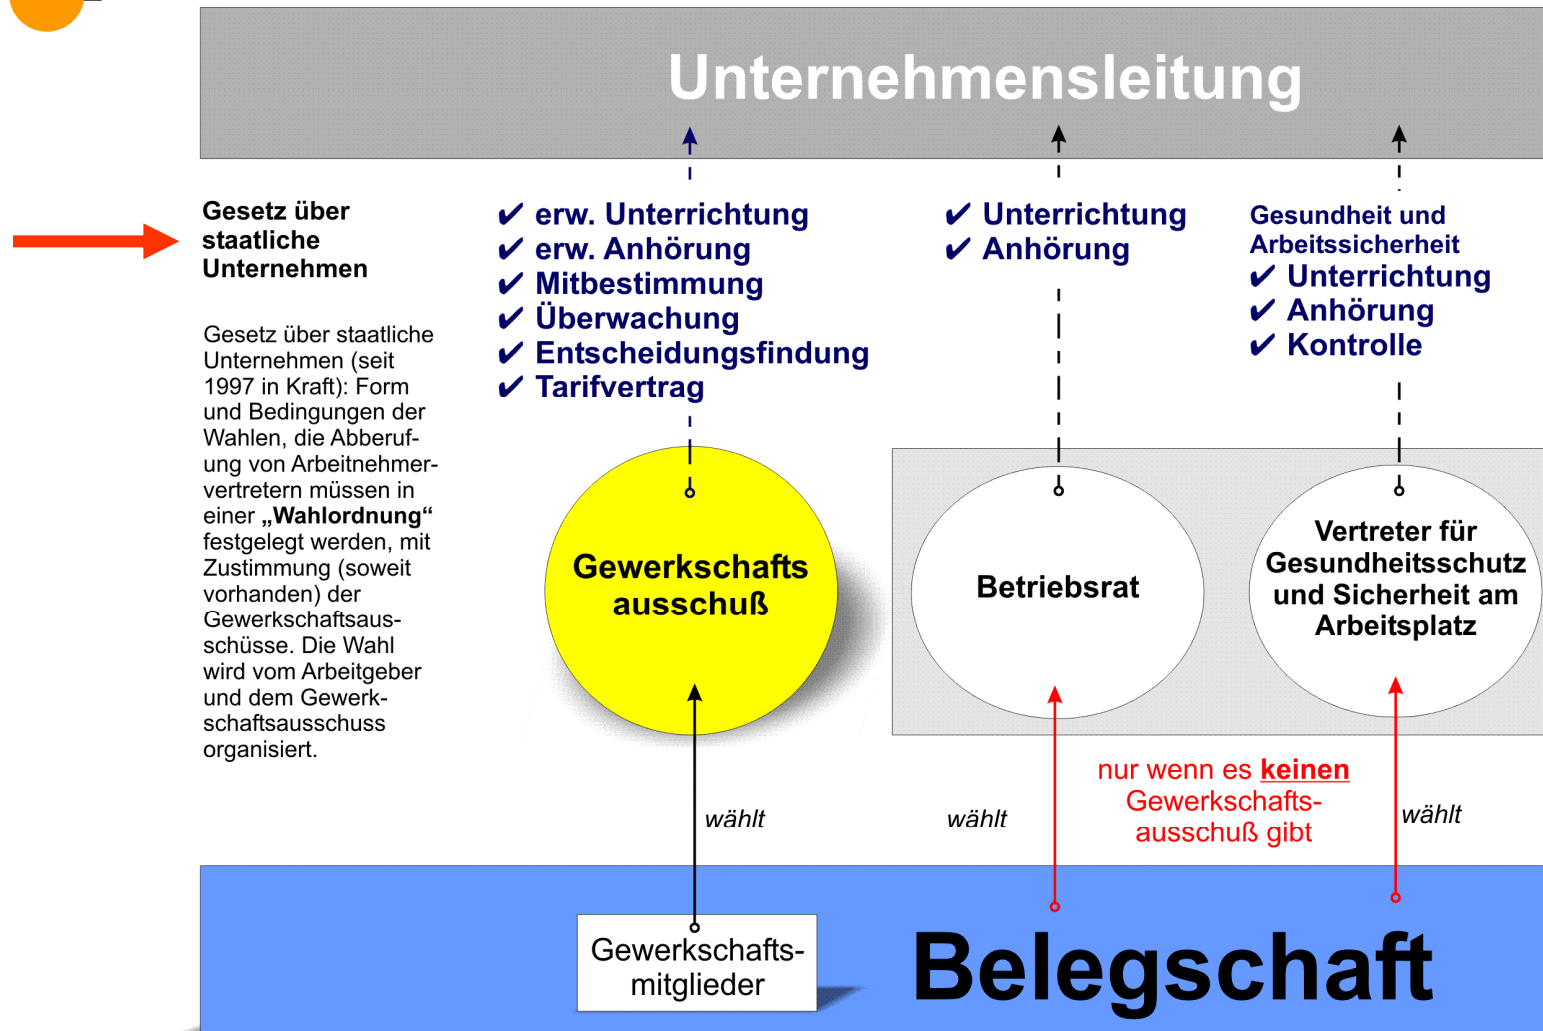 Unternehmensleitung
Gesetz über
staatliche
Unternehmen
Gesetz über staatliche
Unternehmen (seit
1997 in Kraft): Form
und Bedingungen der
Wahlen, die Abberuf-
ung von Arbeitnehmer-
vertretern müssen in
einer „Wahlordnung“
festgelegt werden, mit
Zustimmung (soweit
vorhanden) der
Gewerkschaftsaus-
schüsse. Die Wahl
wird vom Arbeitgeber
und dem Gewerk-
schaftsausschuss
organisiert.
✔ erw. Unterrichtung
✔ erw. Anhörung
✔ Mitbestimmung
✔ Überwachung
✔ Entscheidungsfindung
✔ Tarifvertrag
✔ Unterrichtung
✔ Anhörung
Gesundheit und
Arbeitssicherheit
✔ Unterrichtung
✔ Anhörung
✔ Kontrolle
Gewerkschafts
ausschuß
Betriebsrat
Vertreter für
Gesundheitsschutz
und Sicherheit am
Arbeitsplatz
wählt
wählt
nur wenn es keinen
Gewerkschafts-
ausschuß gibt
wählt
Gewerkschafts-
mitglieder
Belegschaft